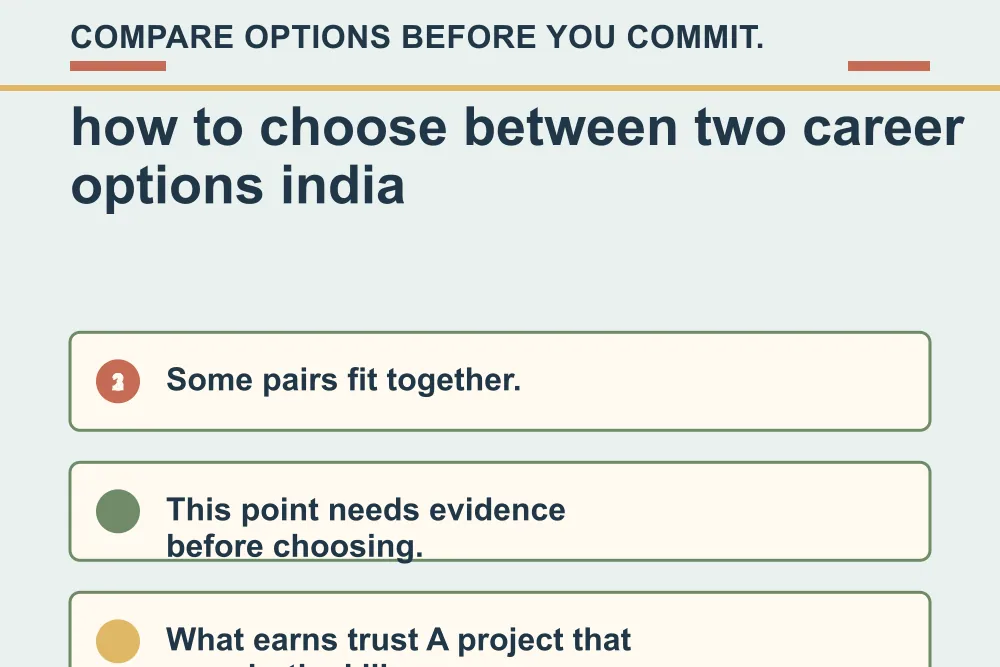 COMPARE OPTIONS BEFORE YOU COMMIT.
how to choose between two career
options india
Some pairs fit together.
This point needs evidence
before choosing.
What earns trust A project that